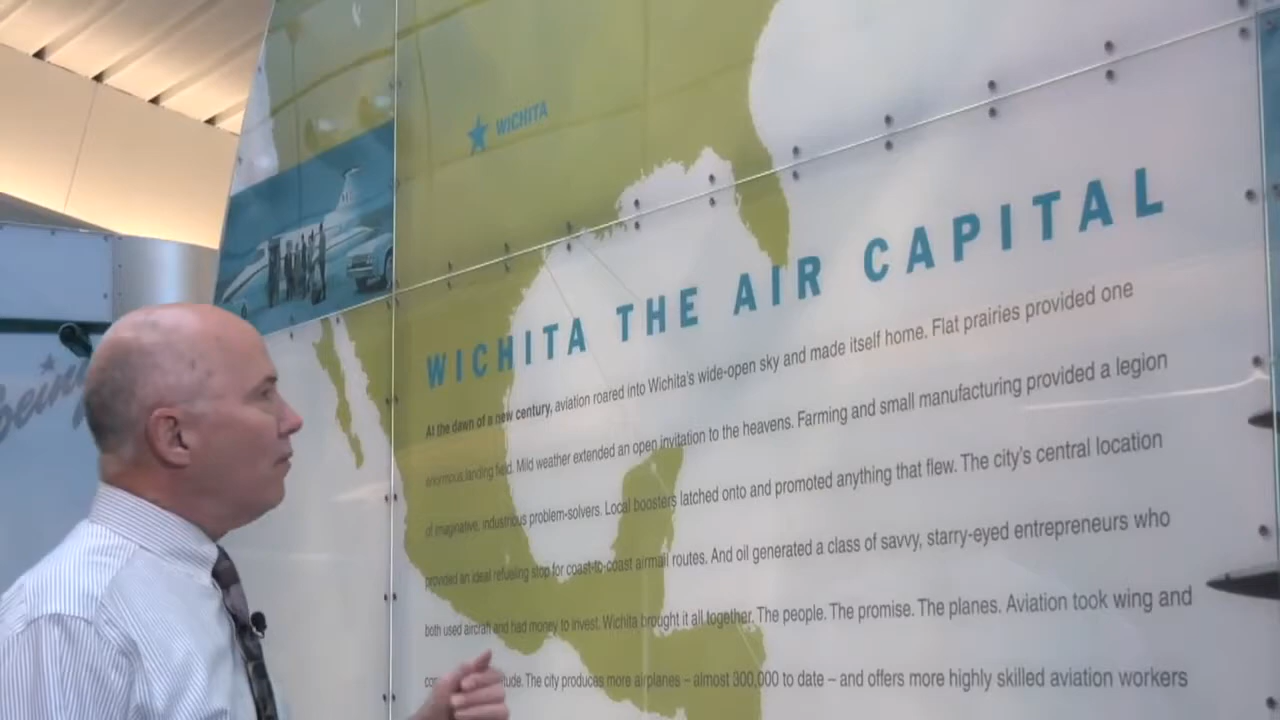 WICHITA
WICHITA THE AIR CAPITAL
At the dawn of a new century, aviation roared into Wichita's wide-open sky and made itself home. Flat prairies provided one
enormous landing field. Mild weather extended an open invitation to the heavens. Farming and small manufacturing provided a legion
of imaginative, industrious problem-solvers. Local boosters latched onto and promoted anything that flew. The city's central location
provided an ideal refueling stop for coast-to-coast airmail routes. And oil generated a class of savvy, starry-eyed entrepreneurs who
both used aircraft and had money to invest. Wichita brought it all together. The people. The promise. The planes. Aviation took wing and
The city produces more airplanes – almost 300,000 to date – and offers more highly skilled aviation workers